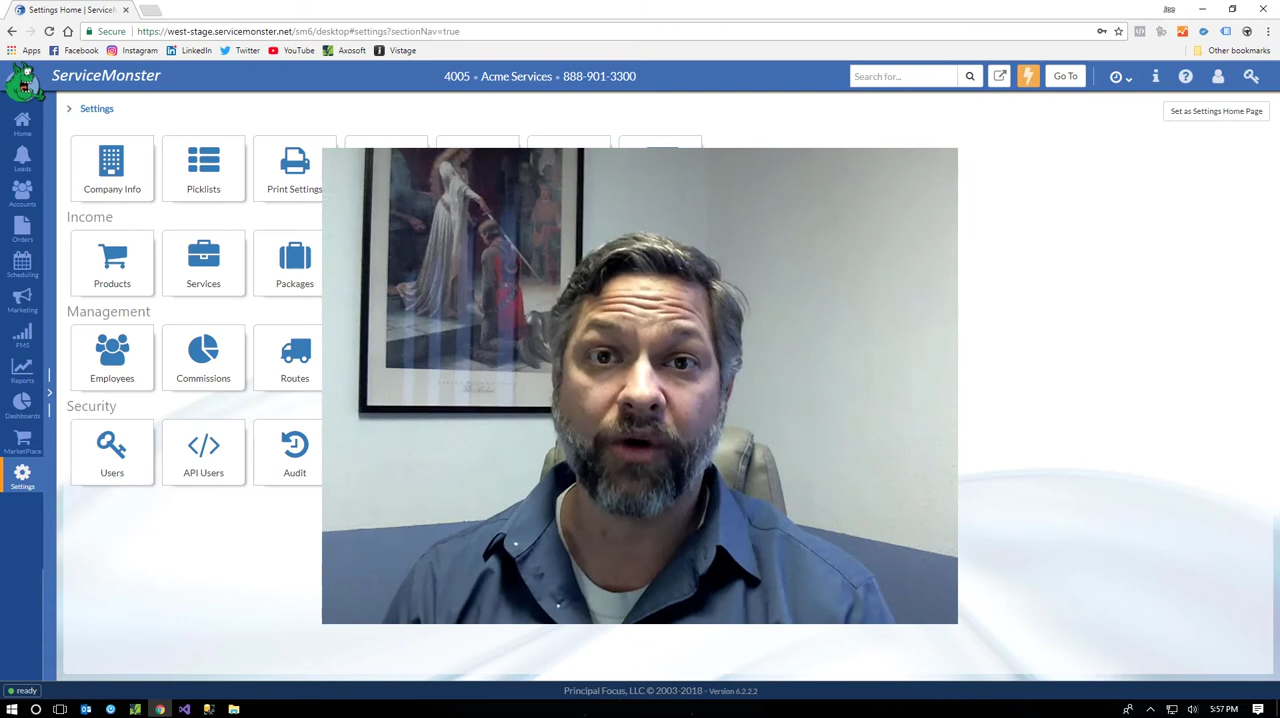 Settings Home | Service
Secure
https://west-stage.servicemonster.net/sm6/desktop#settings?sectionNav=true
Apps
Facebook
Instagram
LinkedIn
Twitter
YouTube
Axosoft
Vistage
Other bookmarks
ServiceMonster
4005 • Acme Services • 888-901-3300
Search for...
Go To
Settings
Set as Settings Home Page
Home
Leads
Accounts
Orders
Scheduling
Marketing
FMS
Reports
Dashboards
MarketPlace
Settings
Company Info
Picklists
Print Settings
Income
Products
Services
Packages
Management
Employees
Commissions
Routes
Security
Users
API Users
Audit
ready
Principal Focus, LLC © 2003-2018 - Version 6.2.2.2
5:57 PM